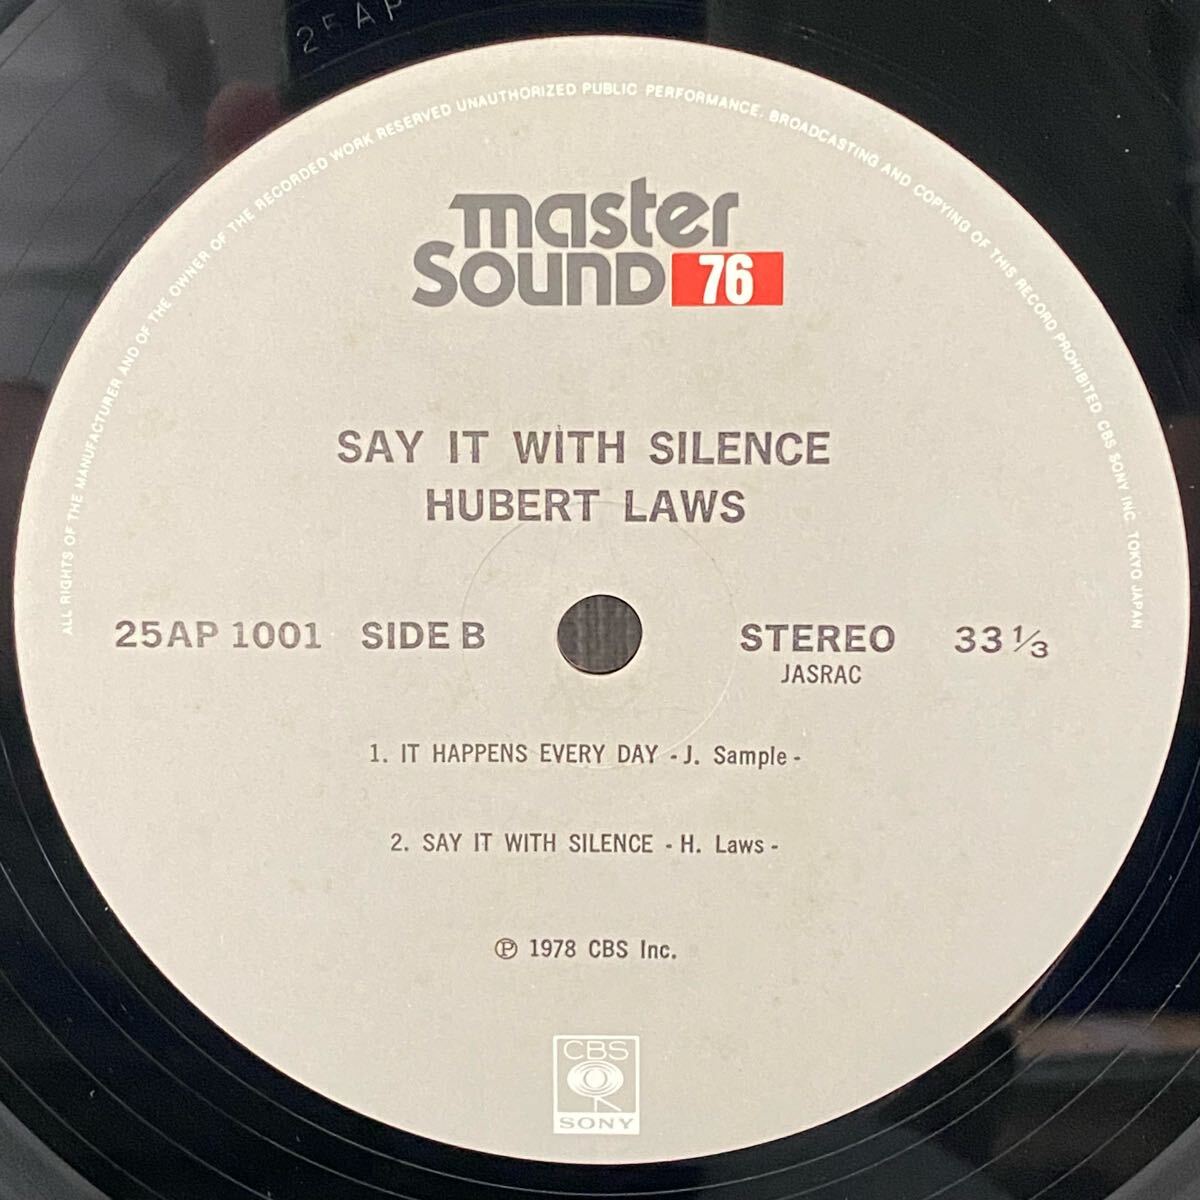 25AP
ALL RIGHTS OF THE MANUFACTURER AND OF THE OWNER OF THE RECORDED WORK RESERVED UNAUTHORIZED PUBLIC PERFORMANCE. BROADCASTING AND COPYING OF THIS RECORD PROHIBITED CBS SONY INC. TOKYO JAPAN
master
Sound 76
SAY IT WITH SILENCE
HUBERT LAWS
25AP 1001 SIDE B STEREO 33 1/3
JASRAC
1. IT HAPPENS EVERY DAY - J. Sample -
2. SAY IT WITH SILENCE - H. Laws -
Ⓟ 1978 CBS Inc.
CBS
SONY